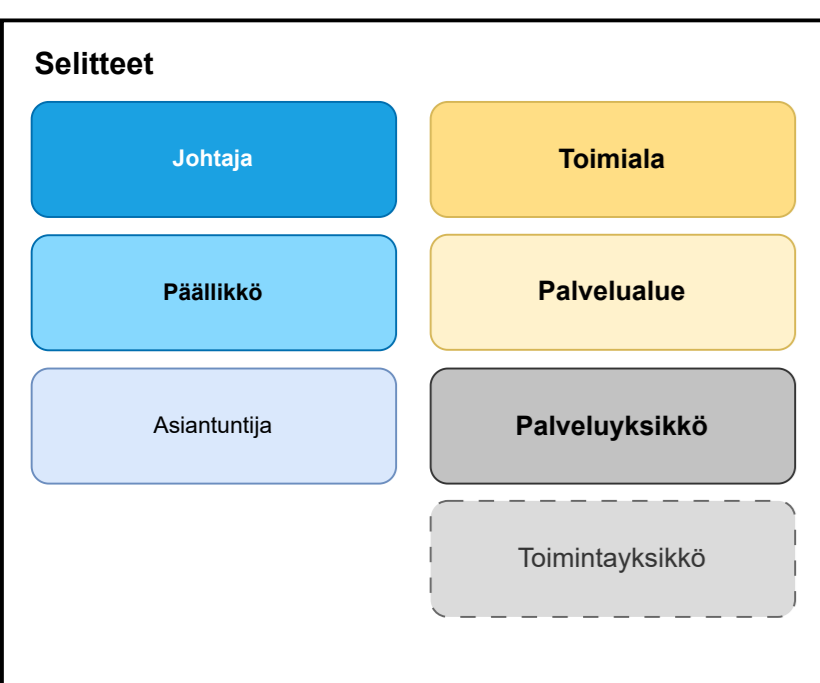 Selitteet
Johtaja
Toimiala
Päällikkö
Palvelualue
Asiantuntija
Palveluyksikkö
Toimintayksikkö